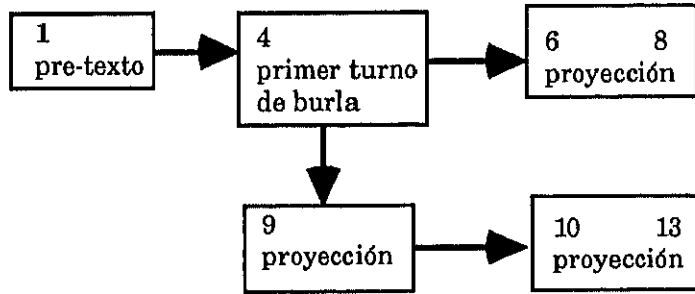 1
pre-texto
4
primer turno
de burla
6 8
proyección
9
proyección
10 13
proyección